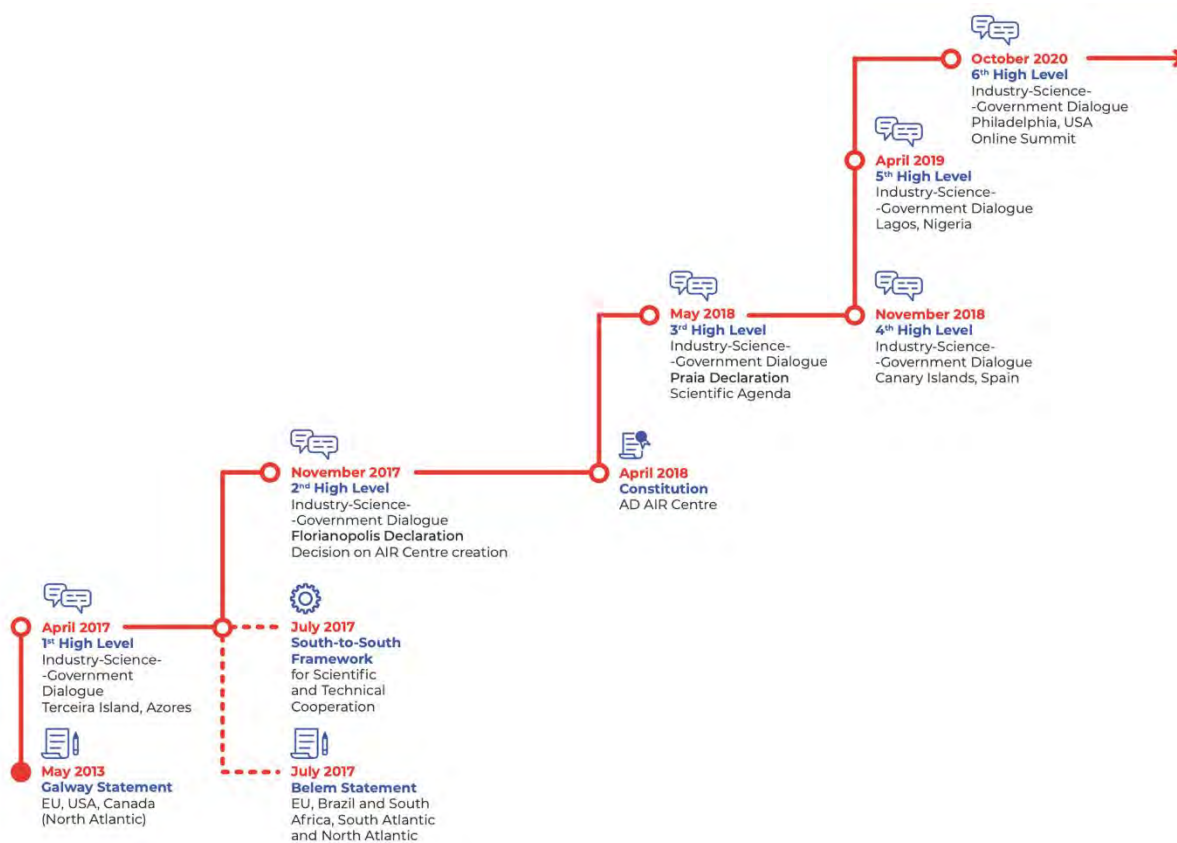 October 2020
6th High Level
Industry-Science-
-Government Dialogue
Philadelphia, USA
Online Summit
April 2019
5th High Level
Industry-Science-
-Government Dialogue
Lagos, Nigeria
May 2018
3rd High Level
Industry-Science-
-Government Dialogue
Praia Declaration
Scientific Agenda
November 2018
4th High Level
Industry-Science-
-Government Dialogue
Canary Islands, Spain
November 2017
2nd High Level
Industry-Science-
-Government Dialogue
Florianopolis Declaration
Decision on AIR Centre creation
April 2018
Constitution
AD AIR Centre
April 2017
1st High Level
Industry-Science-
-Government
Dialogue
Terceira Island, Azores
July 2017
South-to-South
Framework
for Scientific
and Technical
Cooperation
May 2013
Galway Statement
EU, USA, Canada
(North Atlantic)
July 2017
Belem Statement
EU, Brazil and South
Africa, South Atlantic
and North Atlantic